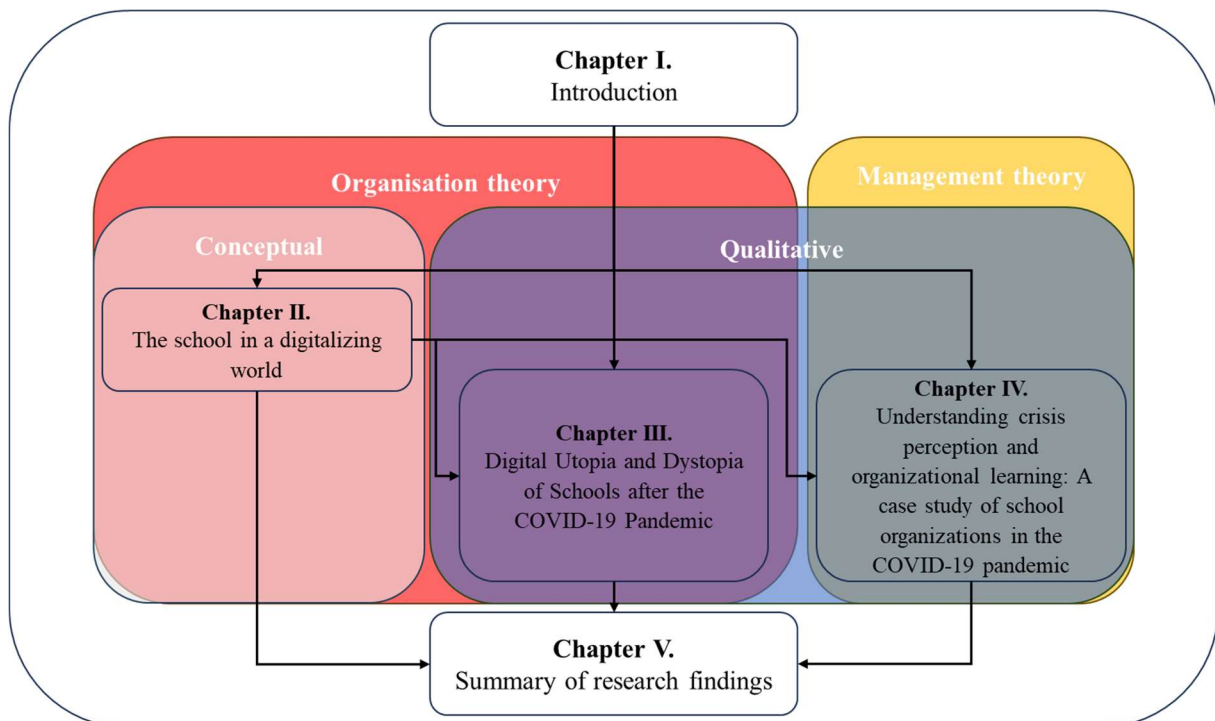 Chapter I.
Introduction
Organisation theory
Management theory
Conceptual
Qualitative
Chapter II.
The school in a digitalizing
world
Chapter III.
Digital Utopia and Dystopia
of Schools after the
COVID-19 Pandemic
Chapter IV.
Understanding crisis
perception and
organizational learning: A
case study of school
organizations in the
COVID-19 pandemic
Chapter V.
Summary of research findings